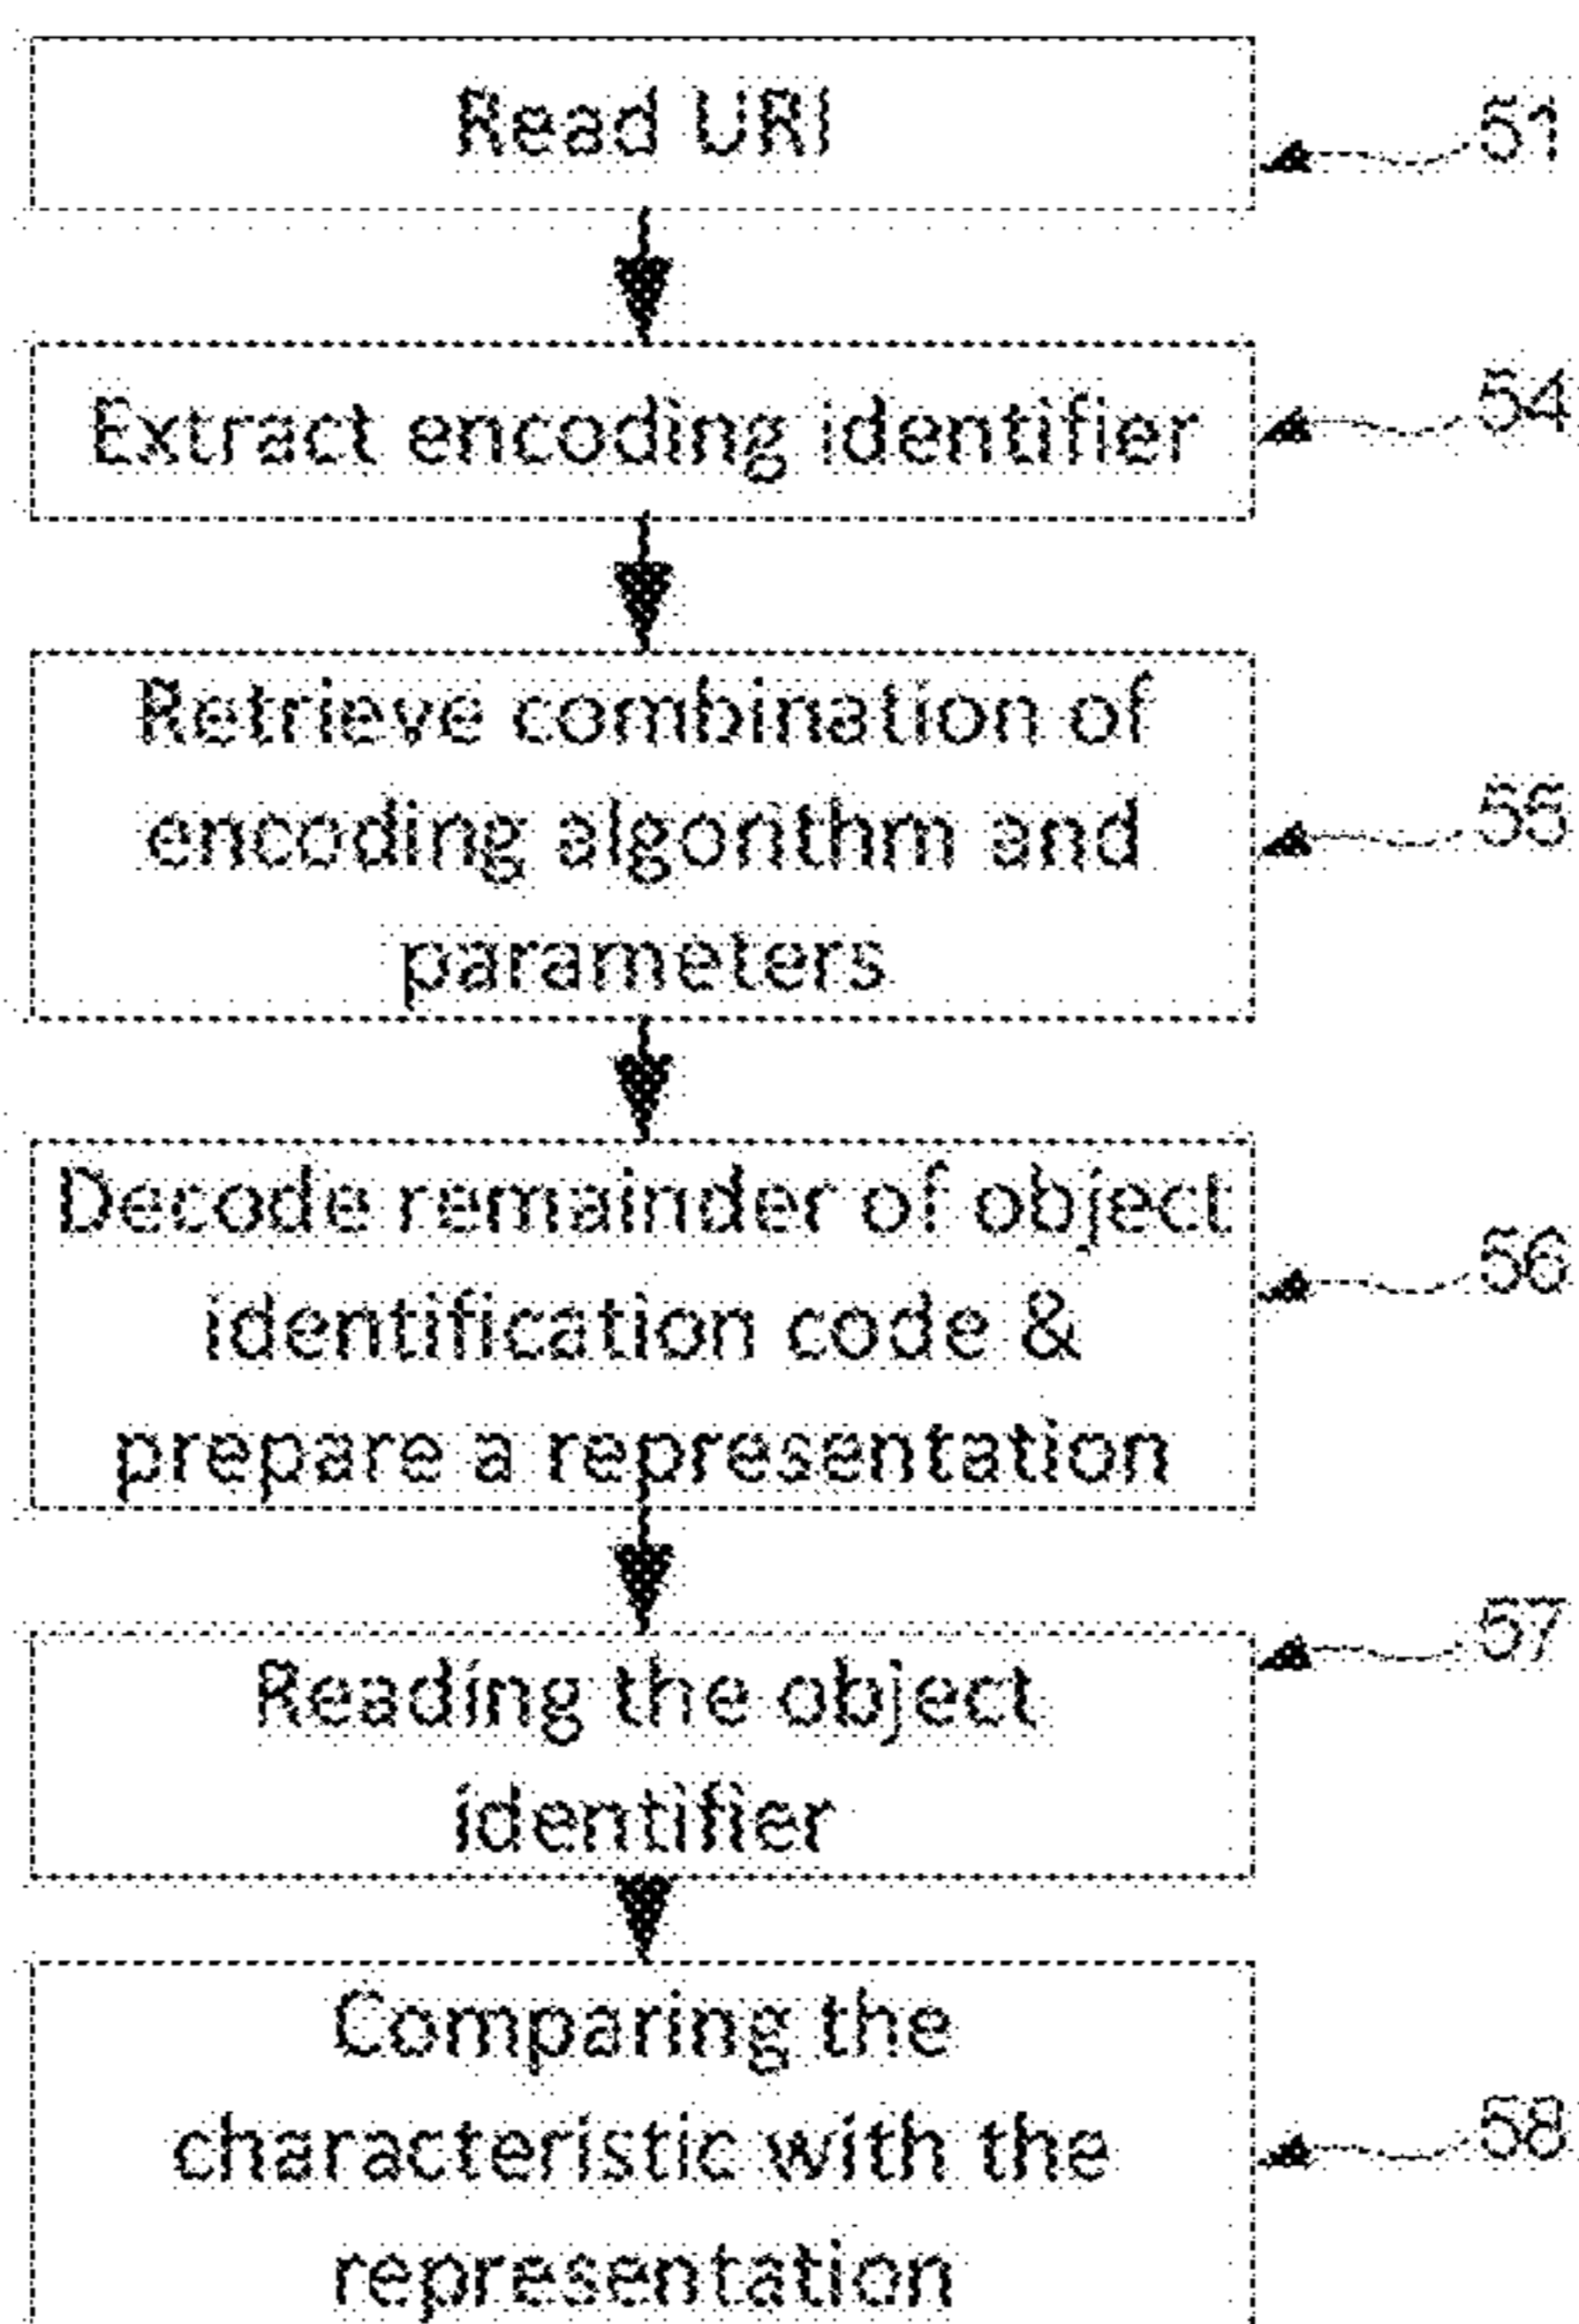 Read URI
51
Extract encoding identifier
54
Retrieve combination of
encoding algorithm and
parameters
55
Decode remainder of object
identification code &
prepare a representation
56
Reading the object
identifier
57
Comparing the
characteristic with the
representation
58